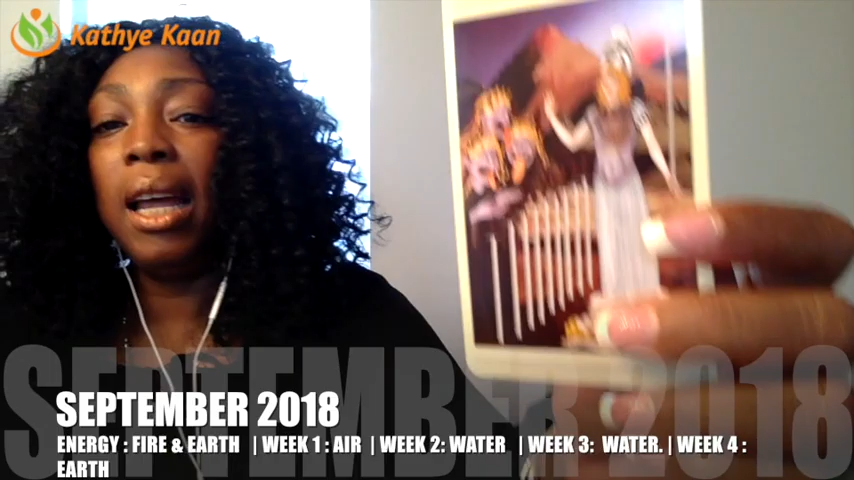 Kathye Kaan
SEPTEMBER 2018
SEPTEMBER 2018
ENERGY : FIRE & EARTH | WEEK 1 : AIR | WEEK 2: WATER | WEEK 3: WATER. | WEEK 4 :
EARTH